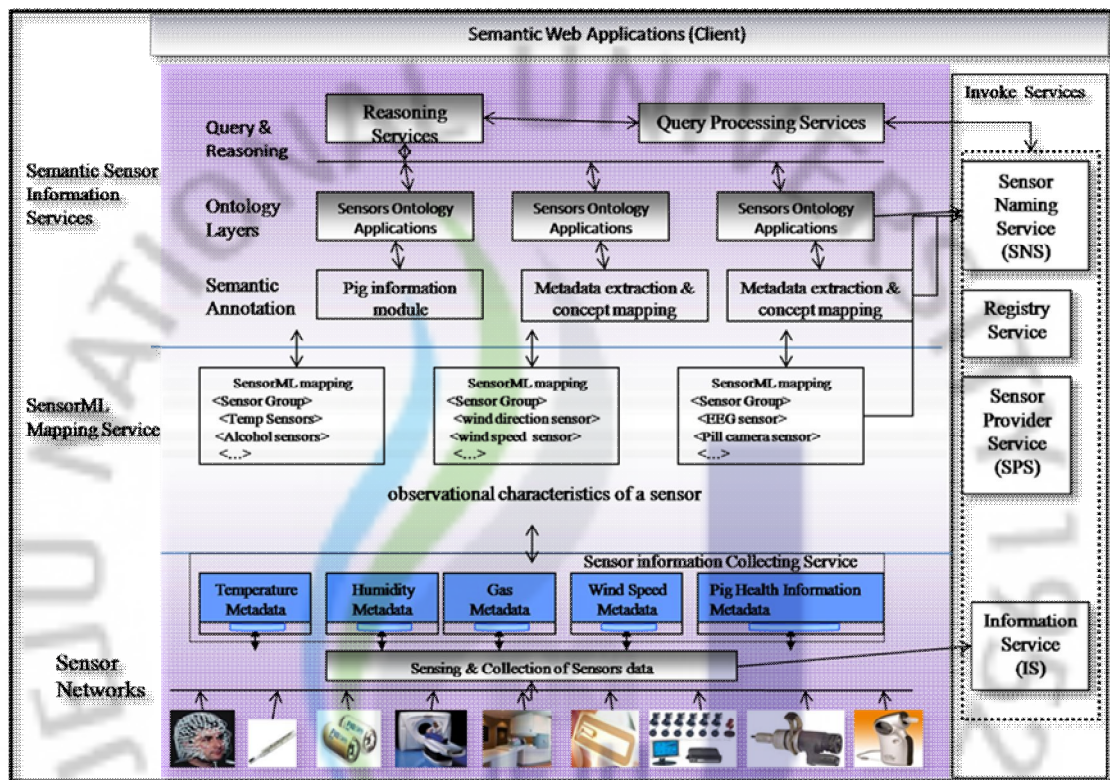 Semantic Web Applications (Client)
Invoke Services
Reasoning
Services
Query Processing Services
Query &
Reasoning
Semantic Sensor
Information
Services
Ontology
Layers
Sensors Ontology
Applications
Sensors Ontology
Applications
Sensors Ontology
Applications
Sensor
Naming
Service
(SNS)
Semantic
Annotation
Pig information
module
Metadata extraction &
concept mapping
Metadata extraction &
concept mapping
Registry
Service
SensorML
Mapping Service
SensorML mapping
<Sensor Group>
<Temp Sensors>
<Alcohol sensors>
<...>
SensorML mapping
<Sensor Group>
<wind direction sensor>
<wind speed sensor>
<...>
SensorML mapping
<Sensor Group>
<EEG sensor>
<Pill camera sensor>
<...>
Sensor
Provider
Service
(SPS)
observational characteristics of a sensor
Sensor information Collecting Service
Temperature
Metadata
Humidity
Metadata
Gas
Metadata
Wind Speed
Metadata
Pig Health Information
Metadata
Information
Service
(IS)
Sensor
Networks
Sensing & Collection of Sensors data
JEJU NATIONAL UNIVERSITY 1952